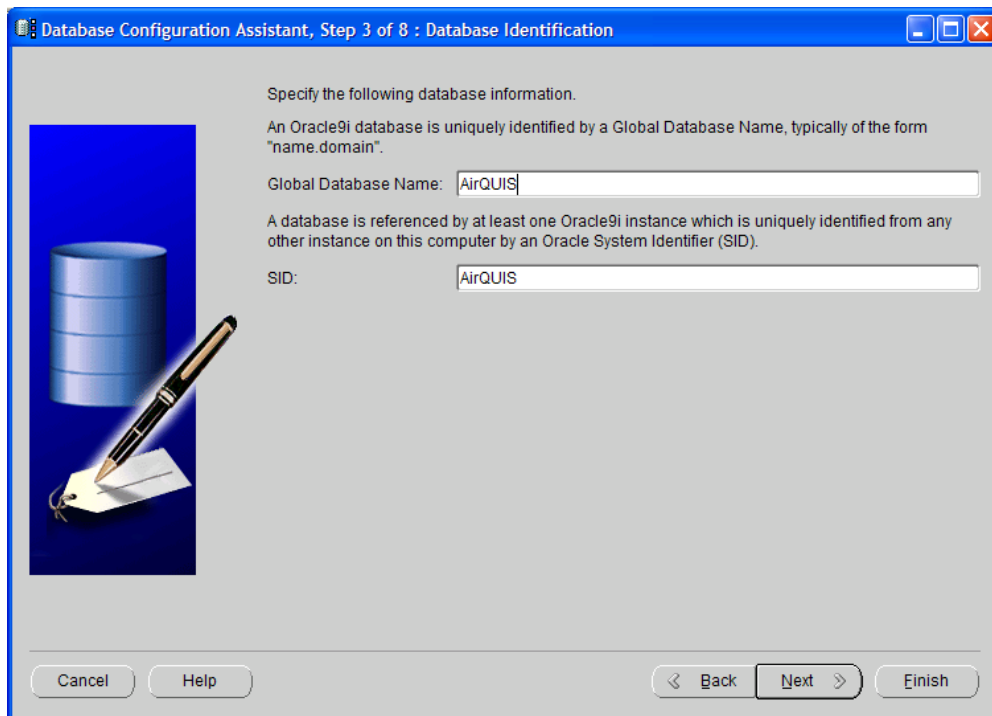 Database Configuration Assistant, Step 3 of 8 : Database Identification
Specify the following database information.
An Oracle9i database is uniquely identified by a Global Database Name, typically of the form
"name.domain".
Global Database Name: AirQUIS
A database is referenced by at least one Oracle9i instance which is uniquely identified from any
other instance on this computer by an Oracle System Identifier (SID).
SID: AirQUIS
Cancel Help Back Next Finish